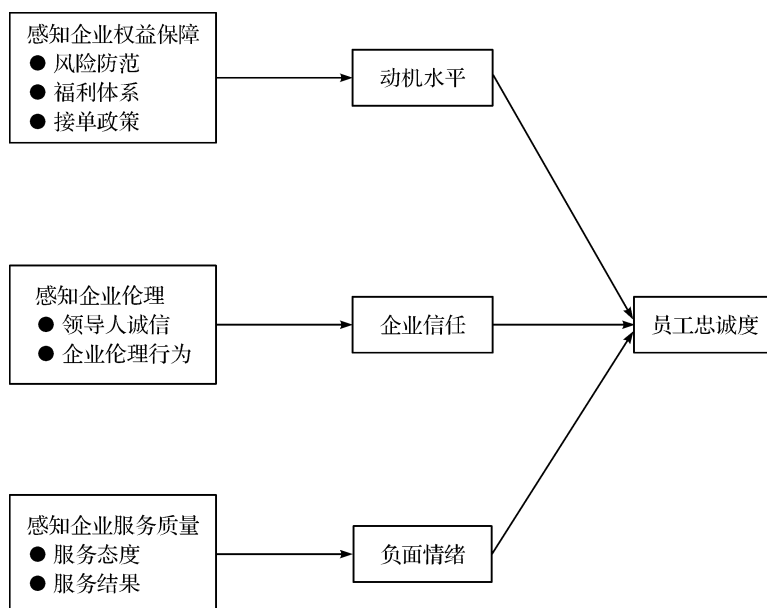 感知企业权益保障
● 风险防范
● 福利体系
● 接单政策
动机水平
感知企业伦理
● 领导人诚信
● 企业伦理行为
企业信任
员工忠诚度
感知企业服务质量
● 服务态度
● 服务结果
负面情绪